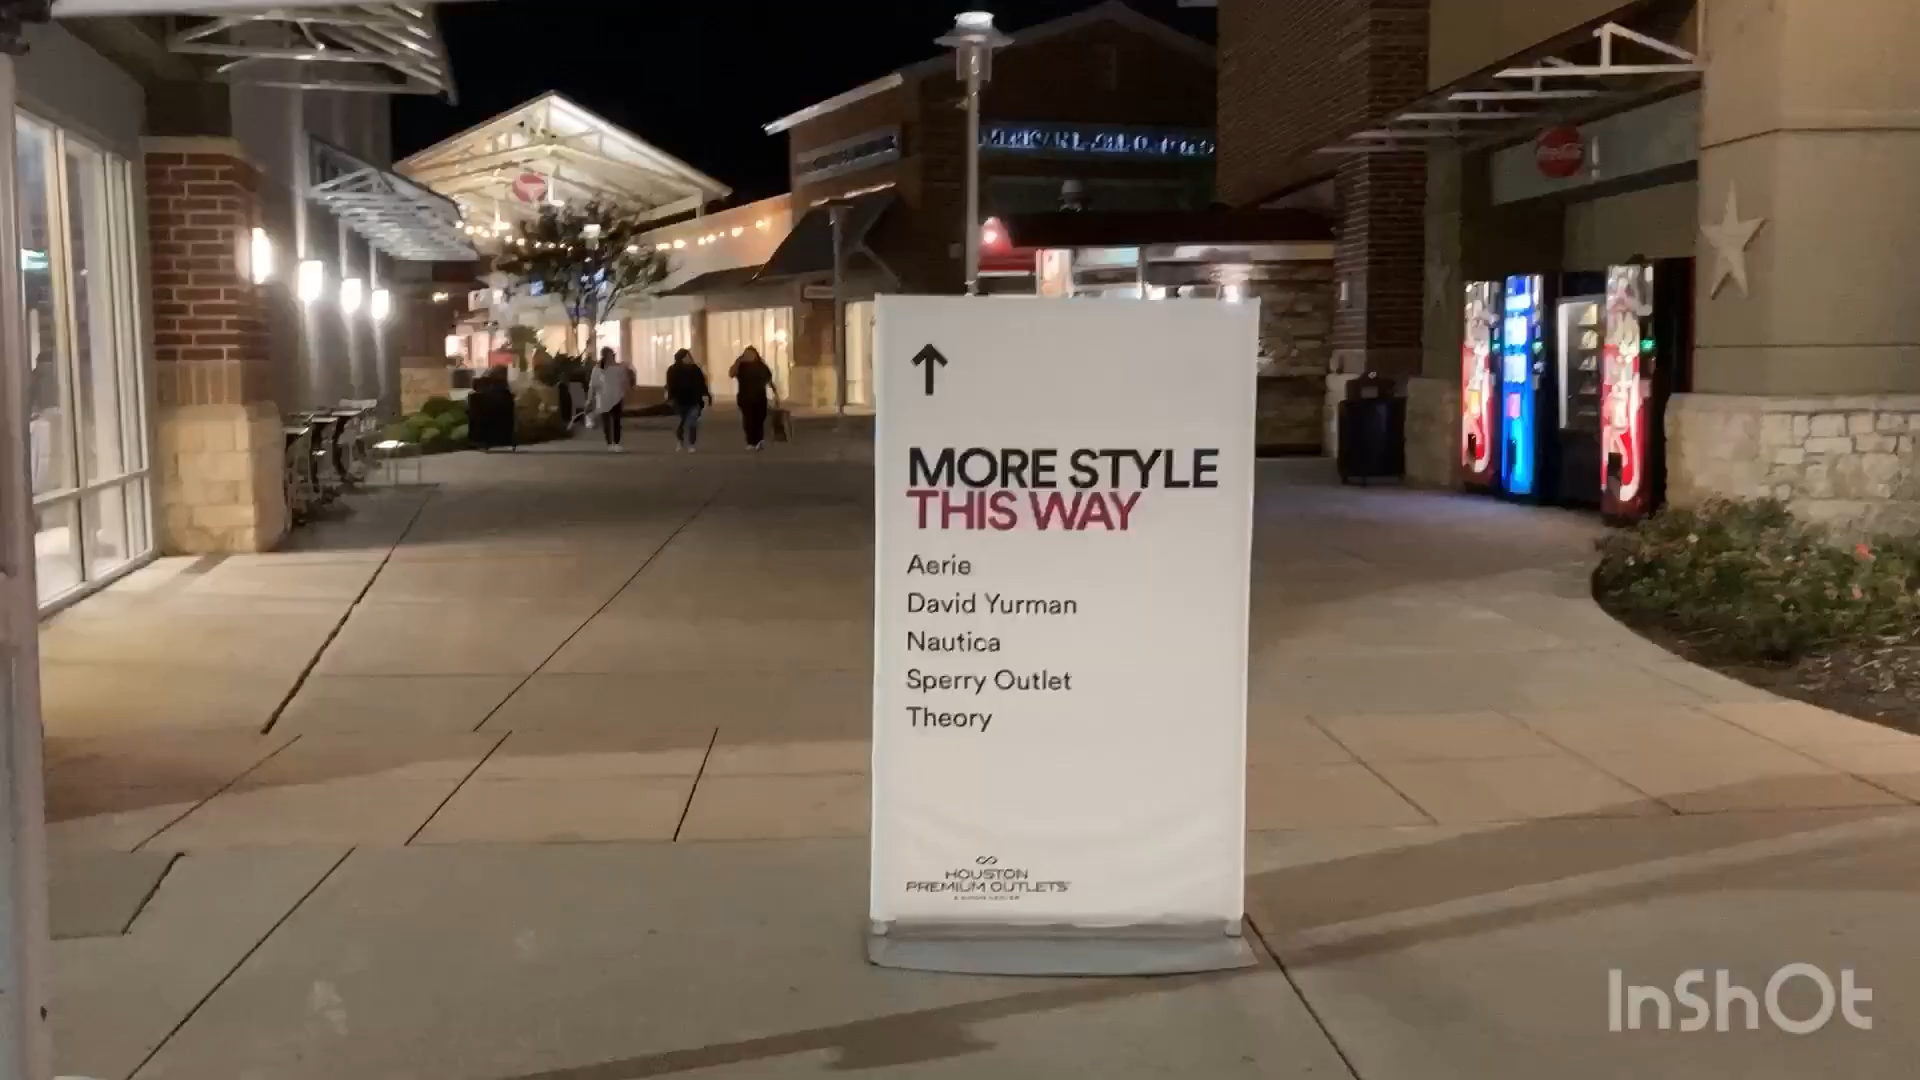 MORE STYLE
THIS WAY
Aerie
David Yurman
Nautica
Sperry Outlet
Theory
HOUSTON
PREMIUM OUTLETS
InShOt